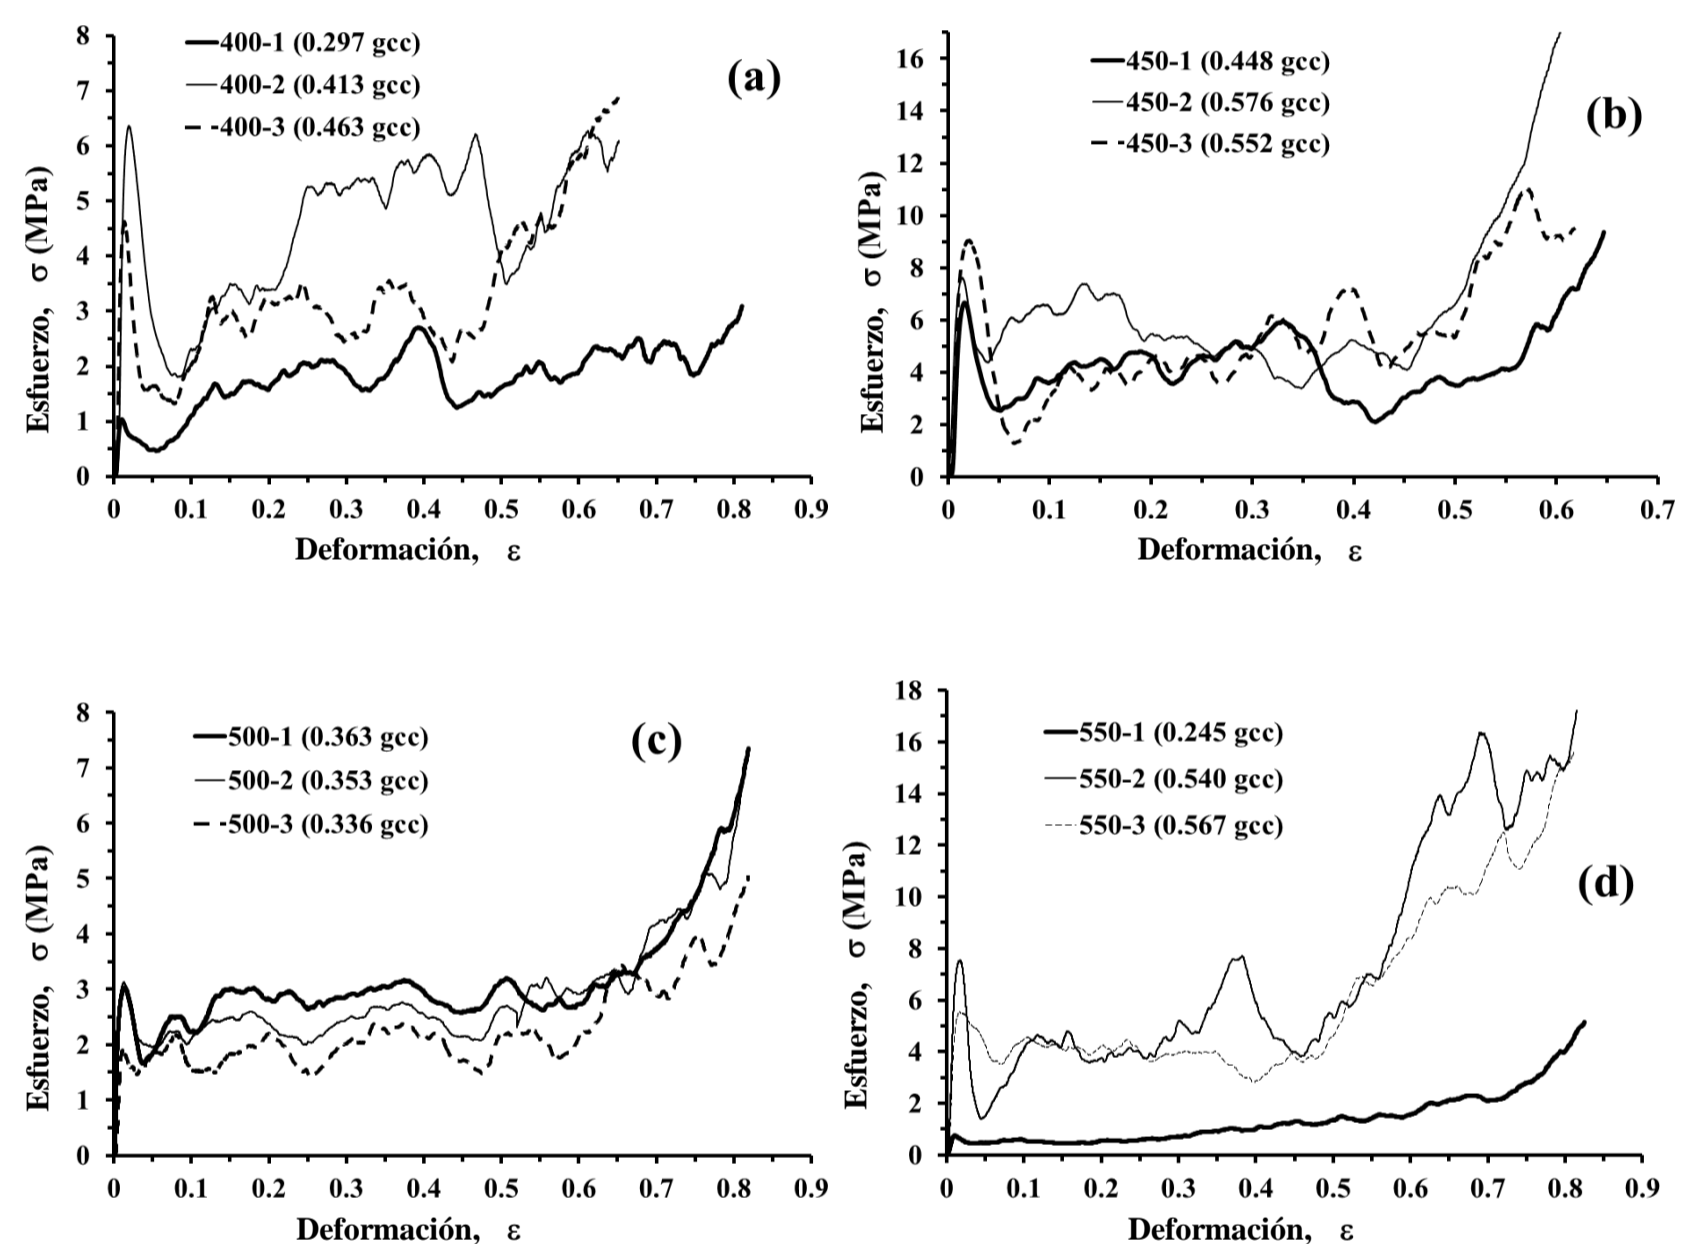 400-1 (0.297 gcc)
400-2 (0.413 gcc)
400-3 (0.463 gcc)
(a)
8
7
6
5
4
3
2
1
0
Esfuerzo, σ (MPa)
0 0.1 0.2 0.3 0.4 0.5 0.6 0.7 0.8 0.9
Deformación, ε
450-1 (0.448 gcc)
450-2 (0.576 gcc)
450-3 (0.552 gcc)
(b)
16
14
12
10
8
6
4
2
0
Esfuerzo, σ (MPa)
0 0.1 0.2 0.3 0.4 0.5 0.6 0.7
Deformación, ε
500-1 (0.363 gcc)
500-2 (0.353 gcc)
500-3 (0.336 gcc)
(c)
8
7
6
5
4
3
2
1
0
Esfuerzo, σ (MPa)
0 0.1 0.2 0.3 0.4 0.5 0.6 0.7 0.8 0.9
Deformación, ε
550-1 (0.245 gcc)
550-2 (0.540 gcc)
550-3 (0.567 gcc)
(d)
18
16
14
12
10
8
6
4
2
0
Esfuerzo, σ (MPa)
0 0.1 0.2 0.3 0.4 0.5 0.6 0.7 0.8 0.9
Deformación, ε